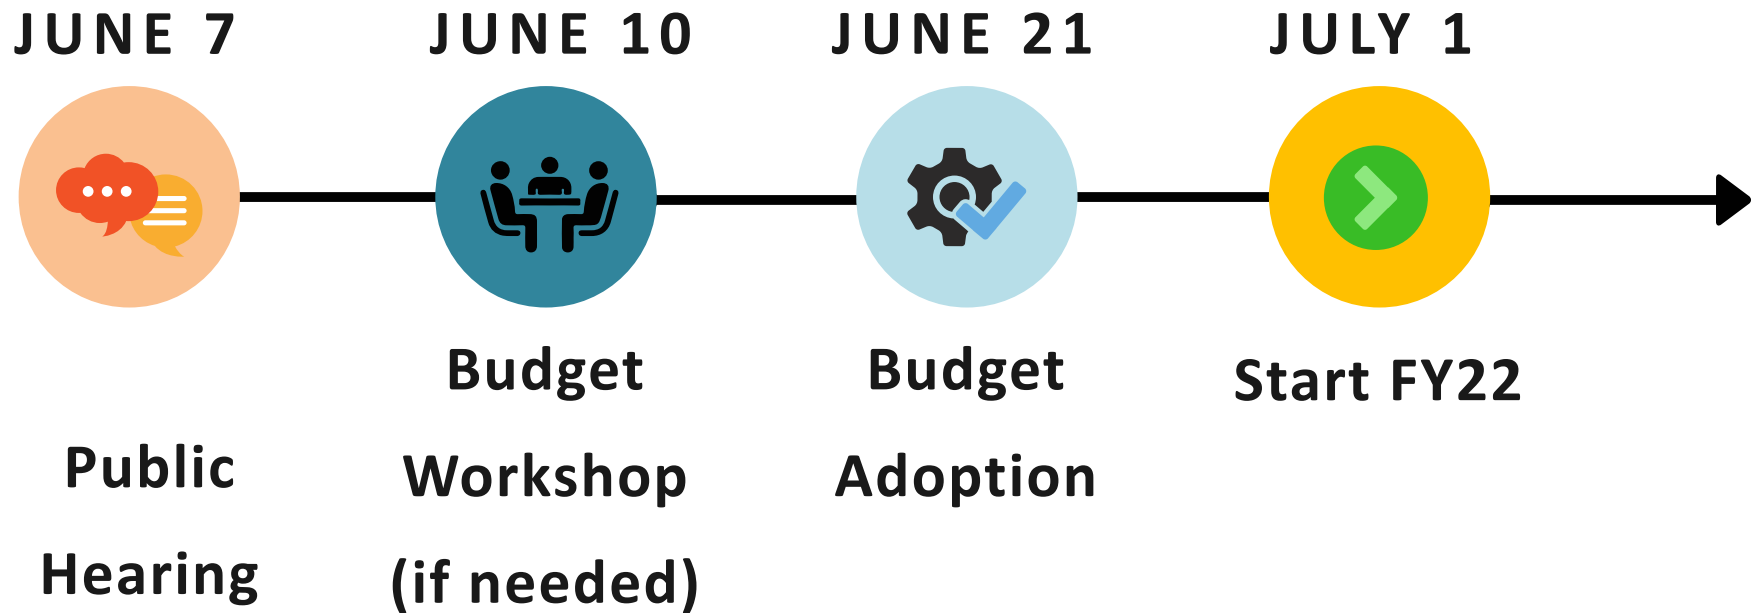 JUNE 7
JUNE 10
JUNE 21
JULY 1
Public
Hearing
Budget
Workshop
(if needed)
Budget
Adoption
Start FY22